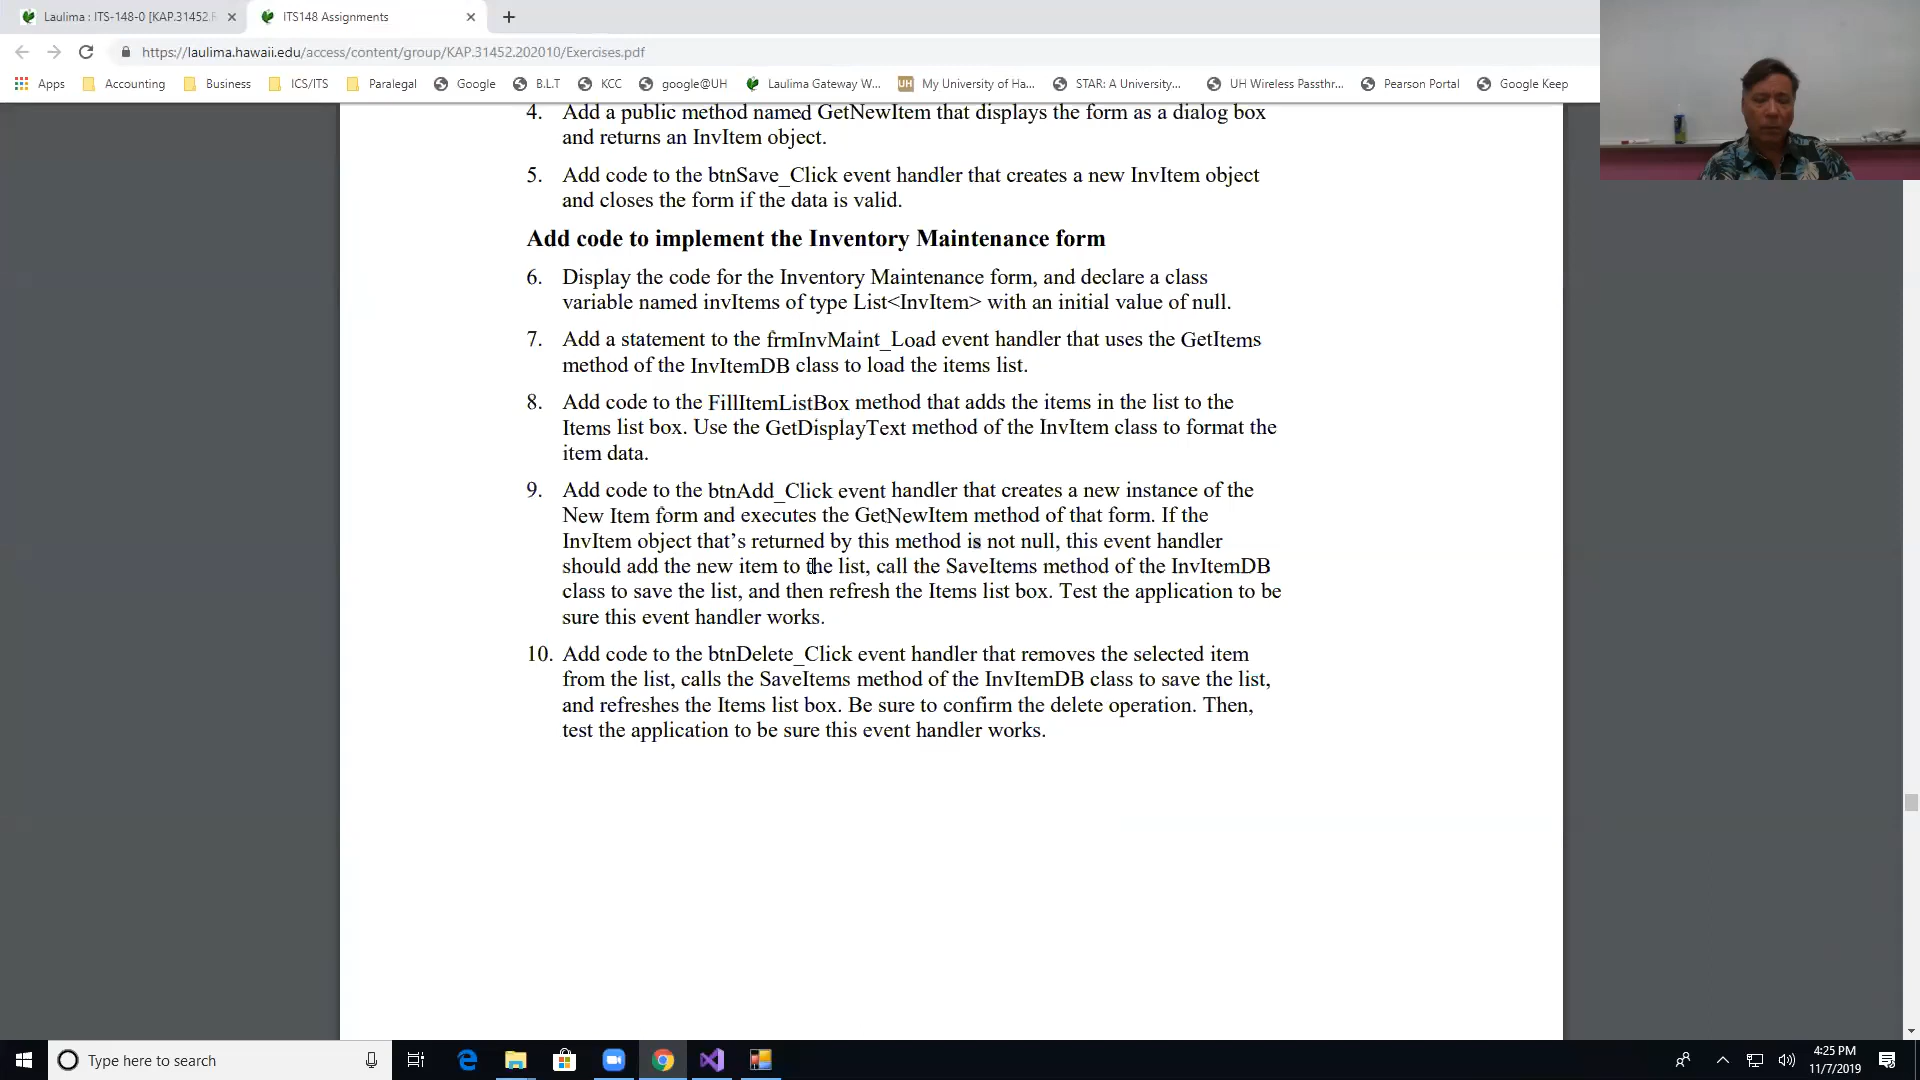 Laulima : ITS-148-0 [KAP.31452.
ITS148 Assignments
https://laulima.hawaii.edu/access/content/group/KAP.31452.202010/Exercises.pdf
Apps Accounting Business ICS/ITS Paralegal Google B.L.T KCC google@UH Laulima Gateway W... UH My University of Ha... STAR: A University... UH Wireless Passthr... Pearson Portal Google Keep
4. Add a public method named GetNewItem that displays the form as a dialog box
and returns an InvItem object.
5. Add code to the btnSave_Click event handler that creates a new InvItem object
and closes the form if the data is valid.
Add code to implement the Inventory Maintenance form
6. Display the code for the Inventory Maintenance form, and declare a class
variable named invItems of type List<InvItem> with an initial value of null.
7. Add a statement to the frmInvMaint_Load event handler that uses the GetItems
method of the InvItemDB class to load the items list.
8. Add code to the FillItemListBox method that adds the items in the list to the
Items list box. Use the GetDisplayText method of the InvItem class to format the
item data.
9. Add code to the btnAdd_Click event handler that creates a new instance of the
New Item form and executes the GetNewItem method of that form. If the
InvItem object that’s returned by this method is not null, this event handler
should add the new item to the list, call the SaveItems method of the InvItemDB
class to save the list, and then refresh the Items list box. Test the application to be
sure this event handler works.
10. Add code to the btnDelete_Click event handler that removes the selected item
from the list, calls the SaveItems method of the InvItemDB class to save the list,
and refreshes the Items list box. Be sure to confirm the delete operation. Then,
test the application to be sure this event handler works.
Type here to search
4:25 PM
11/7/2019